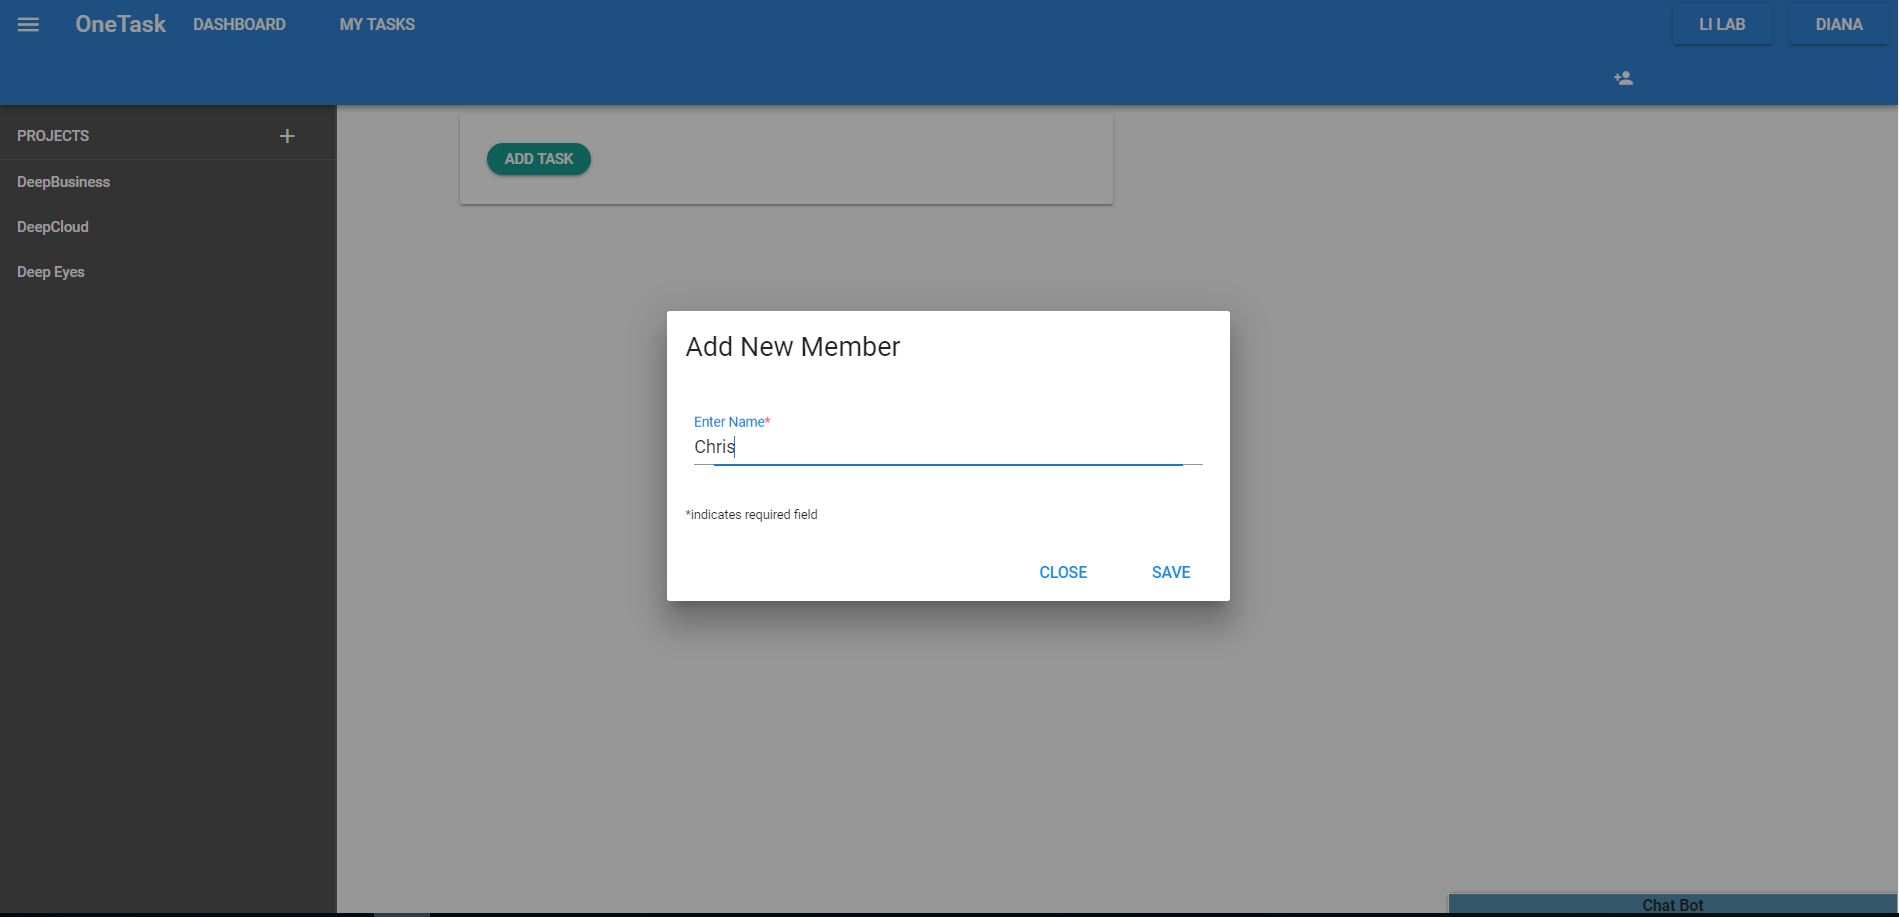 OneTask DASHBOARD MY TASKS LI LAB DIANA
PROJECTS
DeepBusiness
DeepCloud
Deep Eyes
ADD TASK
Add New Member
Enter Name*
Chris
*indicates required field
CLOSE SAVE
Chat Bot